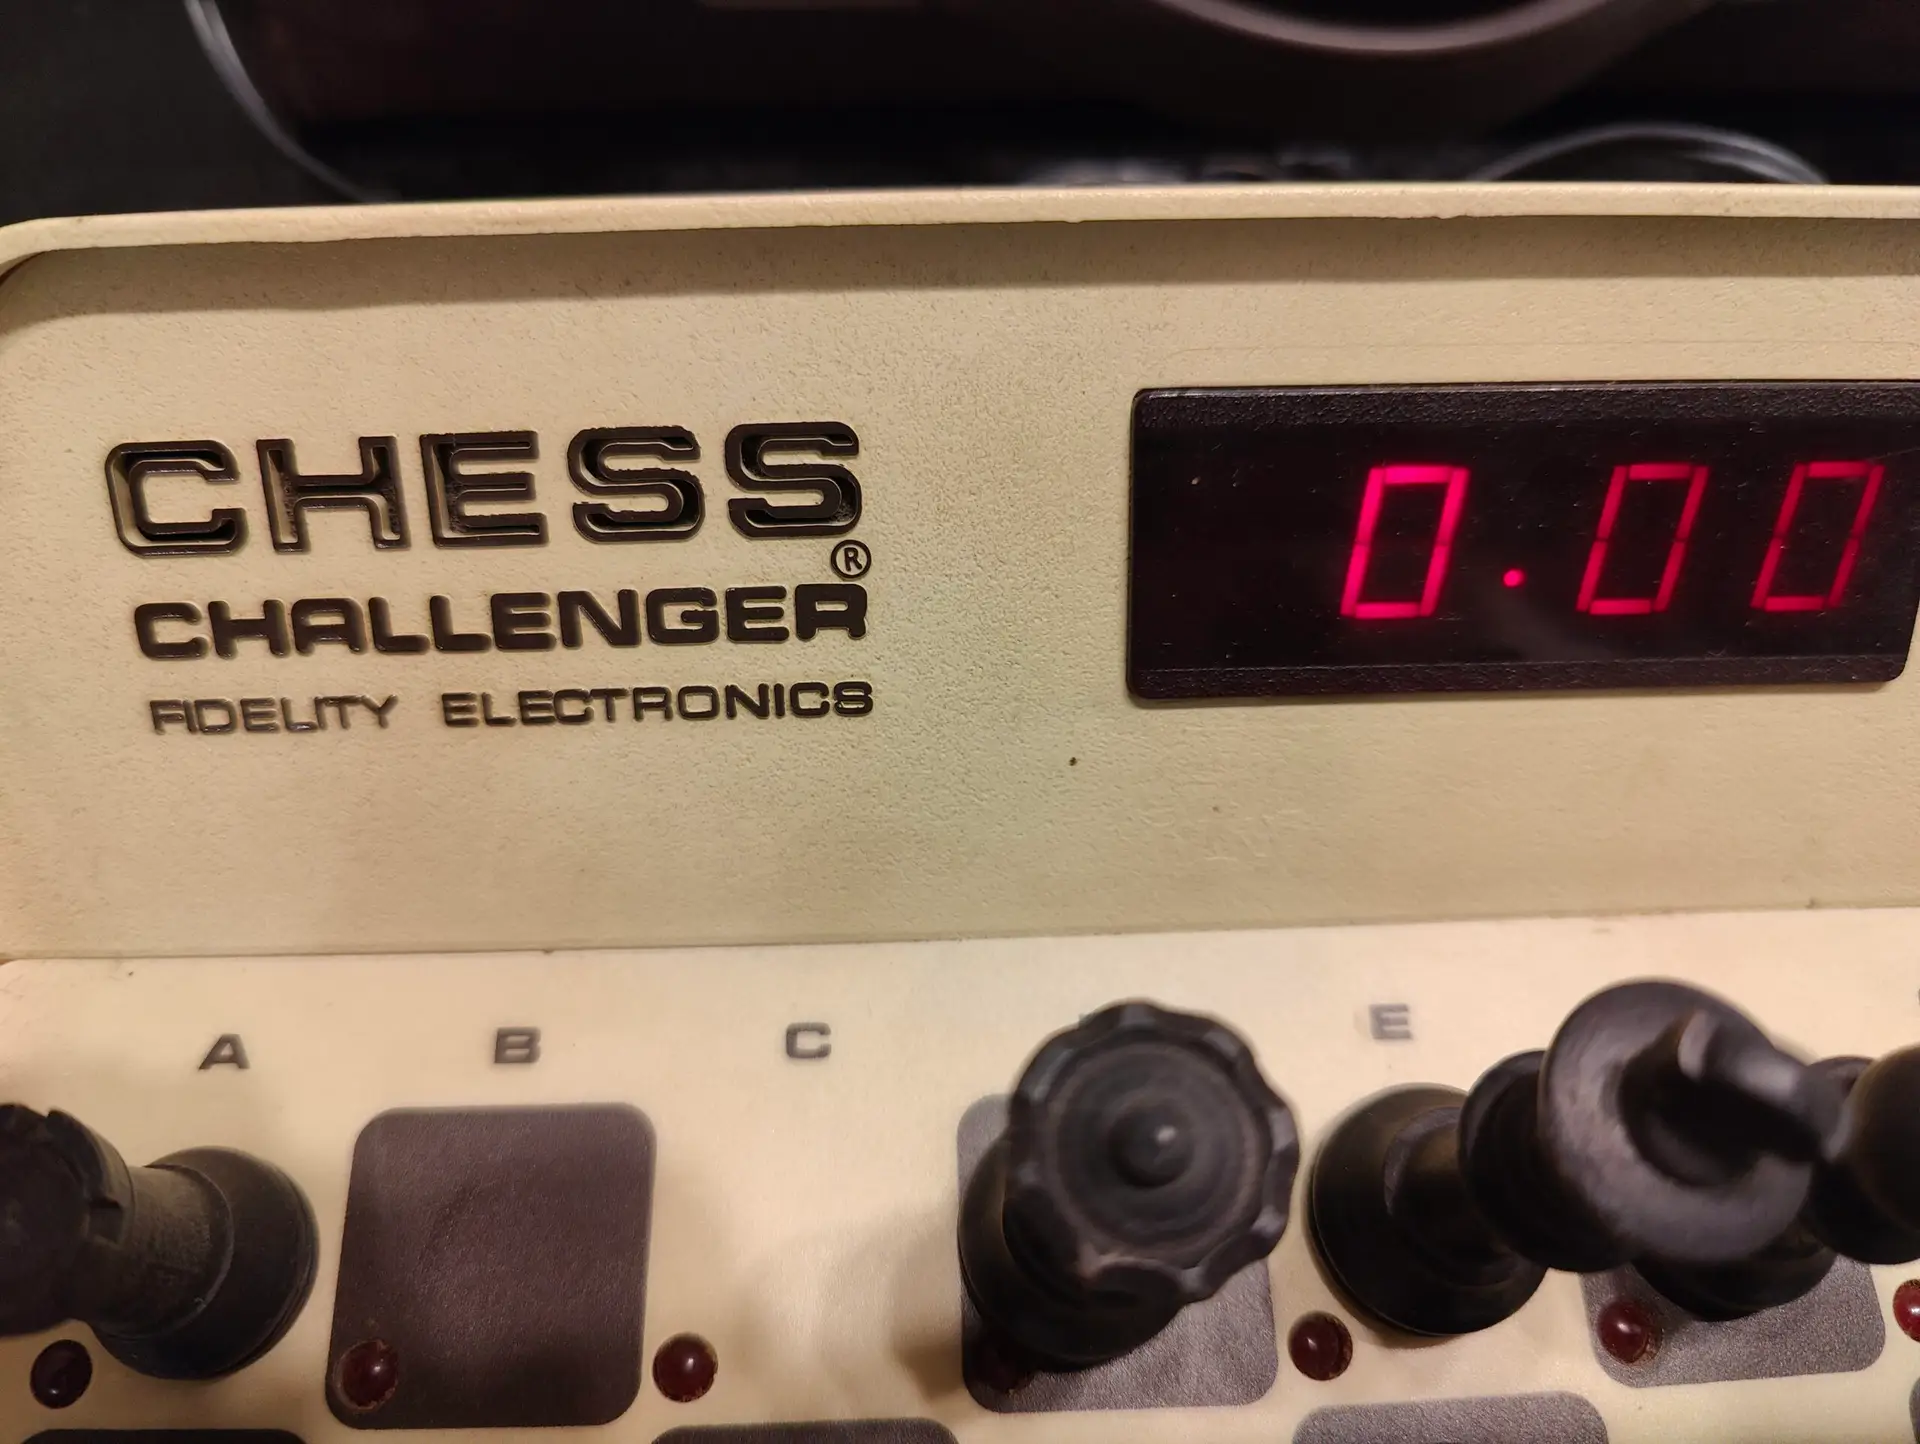 CHESS
®
CHALLENGER
FIDELITY ELECTRONICS
0.00
A B C E